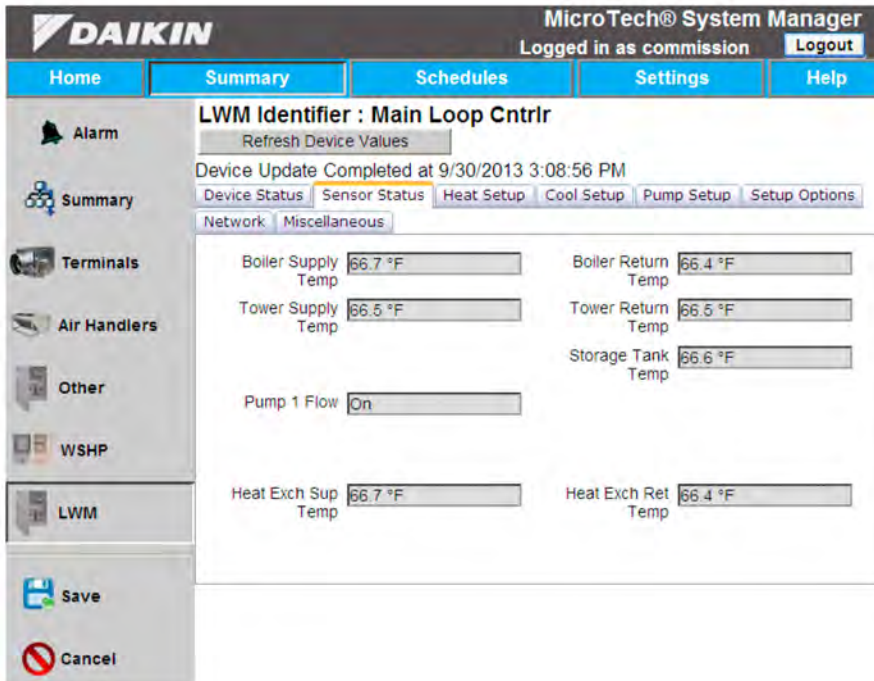 DAIKIN
MicroTech® System Manager
Logged in as commission Logout
Home Summary Schedules Settings Help
Alarm
Summary
Terminals
Air Handlers
Other
WSHP
LWM
Save
Cancel
LWM Identifier : Main Loop Cntrlr
Refresh Device Values
Device Update Completed at 9/30/2013 3:08:56 PM
Device Status Sensor Status Heat Setup Cool Setup Pump Setup Setup Options
Network Miscellaneous
Boiler Supply Temp 66.7 °F Boiler Return Temp 66.4 °F
Tower Supply Temp 66.5 °F Tower Return Temp 66.5 °F
Storage Tank Temp 66.6 °F
Pump 1 Flow On
Heat Exch Sup Temp 66.7 °F Heat Exch Ret Temp 66.4 °F